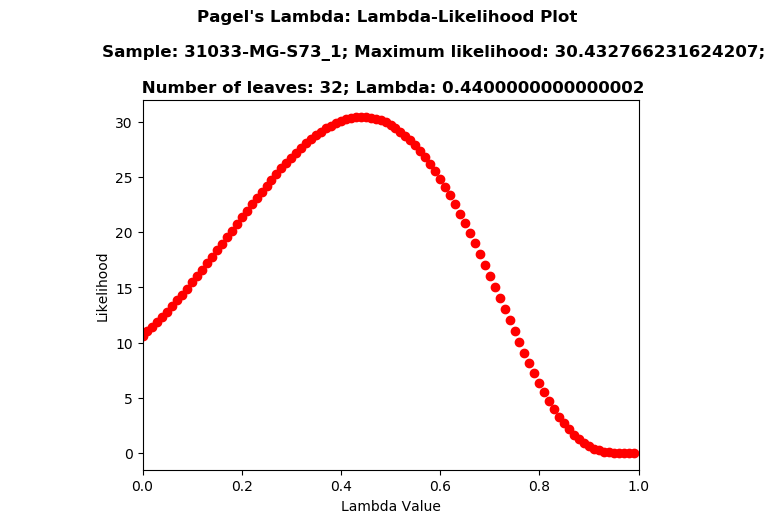 Pagel's Lambda: Lambda-Likelihood Plot
Sample: 31033-MG-S73_1; Maximum likelihood: 30.432766231624207;
Number of leaves: 32; Lambda: 0.4400000000000002
30
25
20
15
10
5
0
Likelihood
0.0 0.2 0.4 0.6 0.8 1.0
Lambda Value